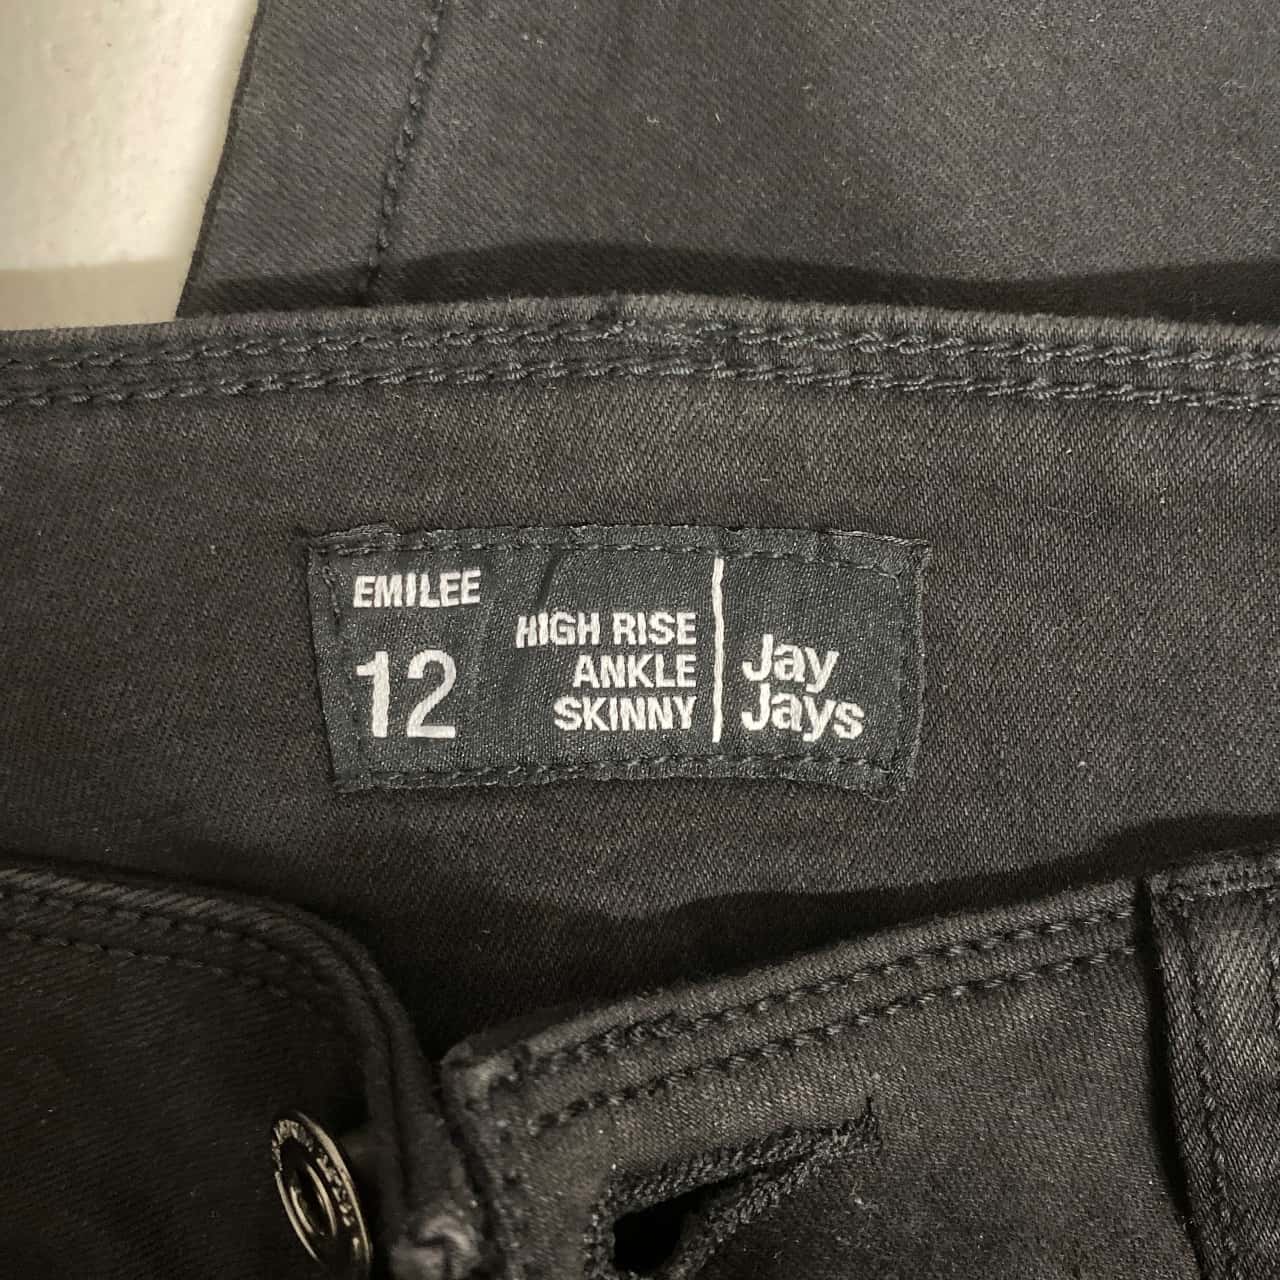 EMILEE
12
HIGH RISE
ANKLE
SKINNY
Jay
Jays